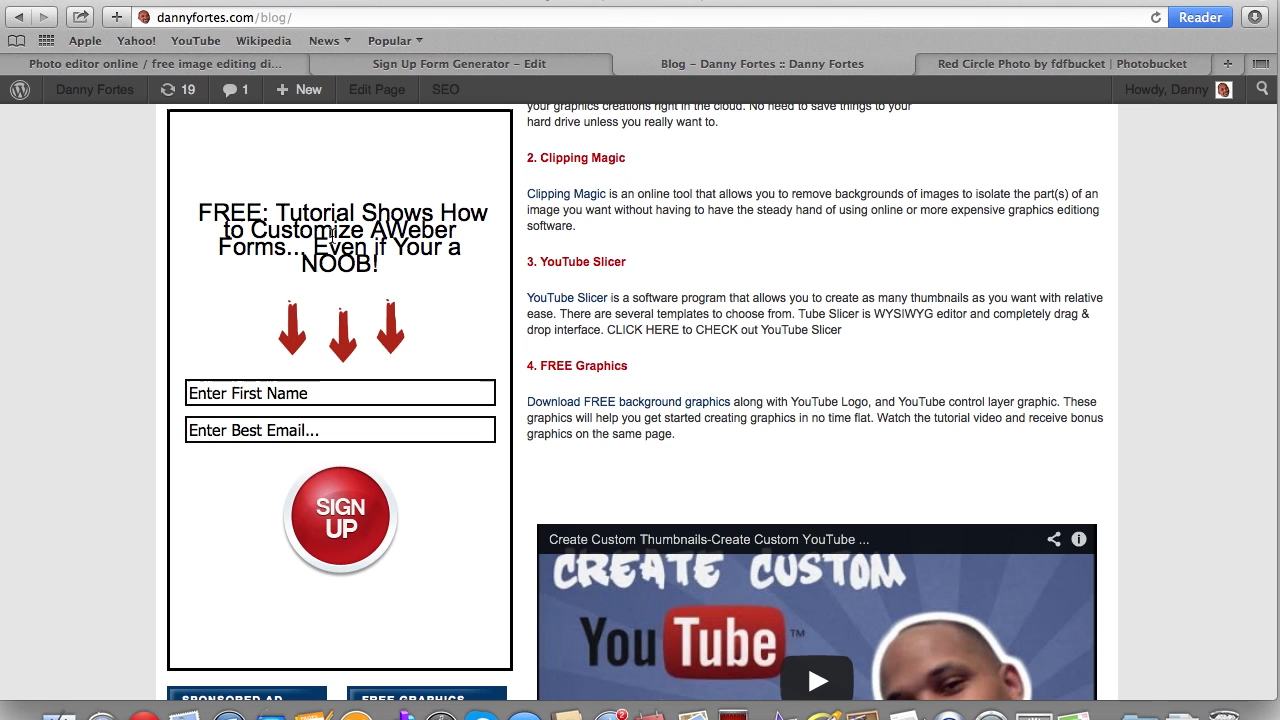 dannyfortes.com/blog/
Reader
Apple Yahoo! YouTube Wikipedia News Popular
Photo editor online / free image editing di...
Sign Up Form Generator – Edit
Blog – Danny Fortes :: Danny Fortes
Red Circle Photo by fdfbucket | Photobucket
Danny Fortes 19 1 New Edit Page SEO Howdy, Danny
FREE: Tutorial Shows How
to Customize AWeber
Forms... Even if Your a
NOOB!
Enter First Name
Enter Best Email...
SIGN
UP
SPONSORED AD
FREE GRAPHICS
your graphics creations right in the cloud. No need to save things to your
hard drive unless you really want to.
2. Clipping Magic
Clipping Magic is an online tool that allows you to remove backgrounds of images to isolate the part(s) of an
image you want without having to have the steady hand of using online or more expensive graphics editiong
software.
3. YouTube Slicer
YouTube Slicer is a software program that allows you to create as many thumbnails as you want with relative
ease. There are several templates to choose from. Tube Slicer is WYSIWYG editor and completely drag &
drop interface. CLICK HERE to CHECK out YouTube Slicer
4. FREE Graphics
Download FREE background graphics along with YouTube Logo, and YouTube control layer graphic. These
graphics will help you get started creating graphics in no time flat. Watch the tutorial video and receive bonus
graphics on the same page.
Create Custom Thumbnails-Create Custom YouTube ...
CREATE CUSTOM
YouTube™
2